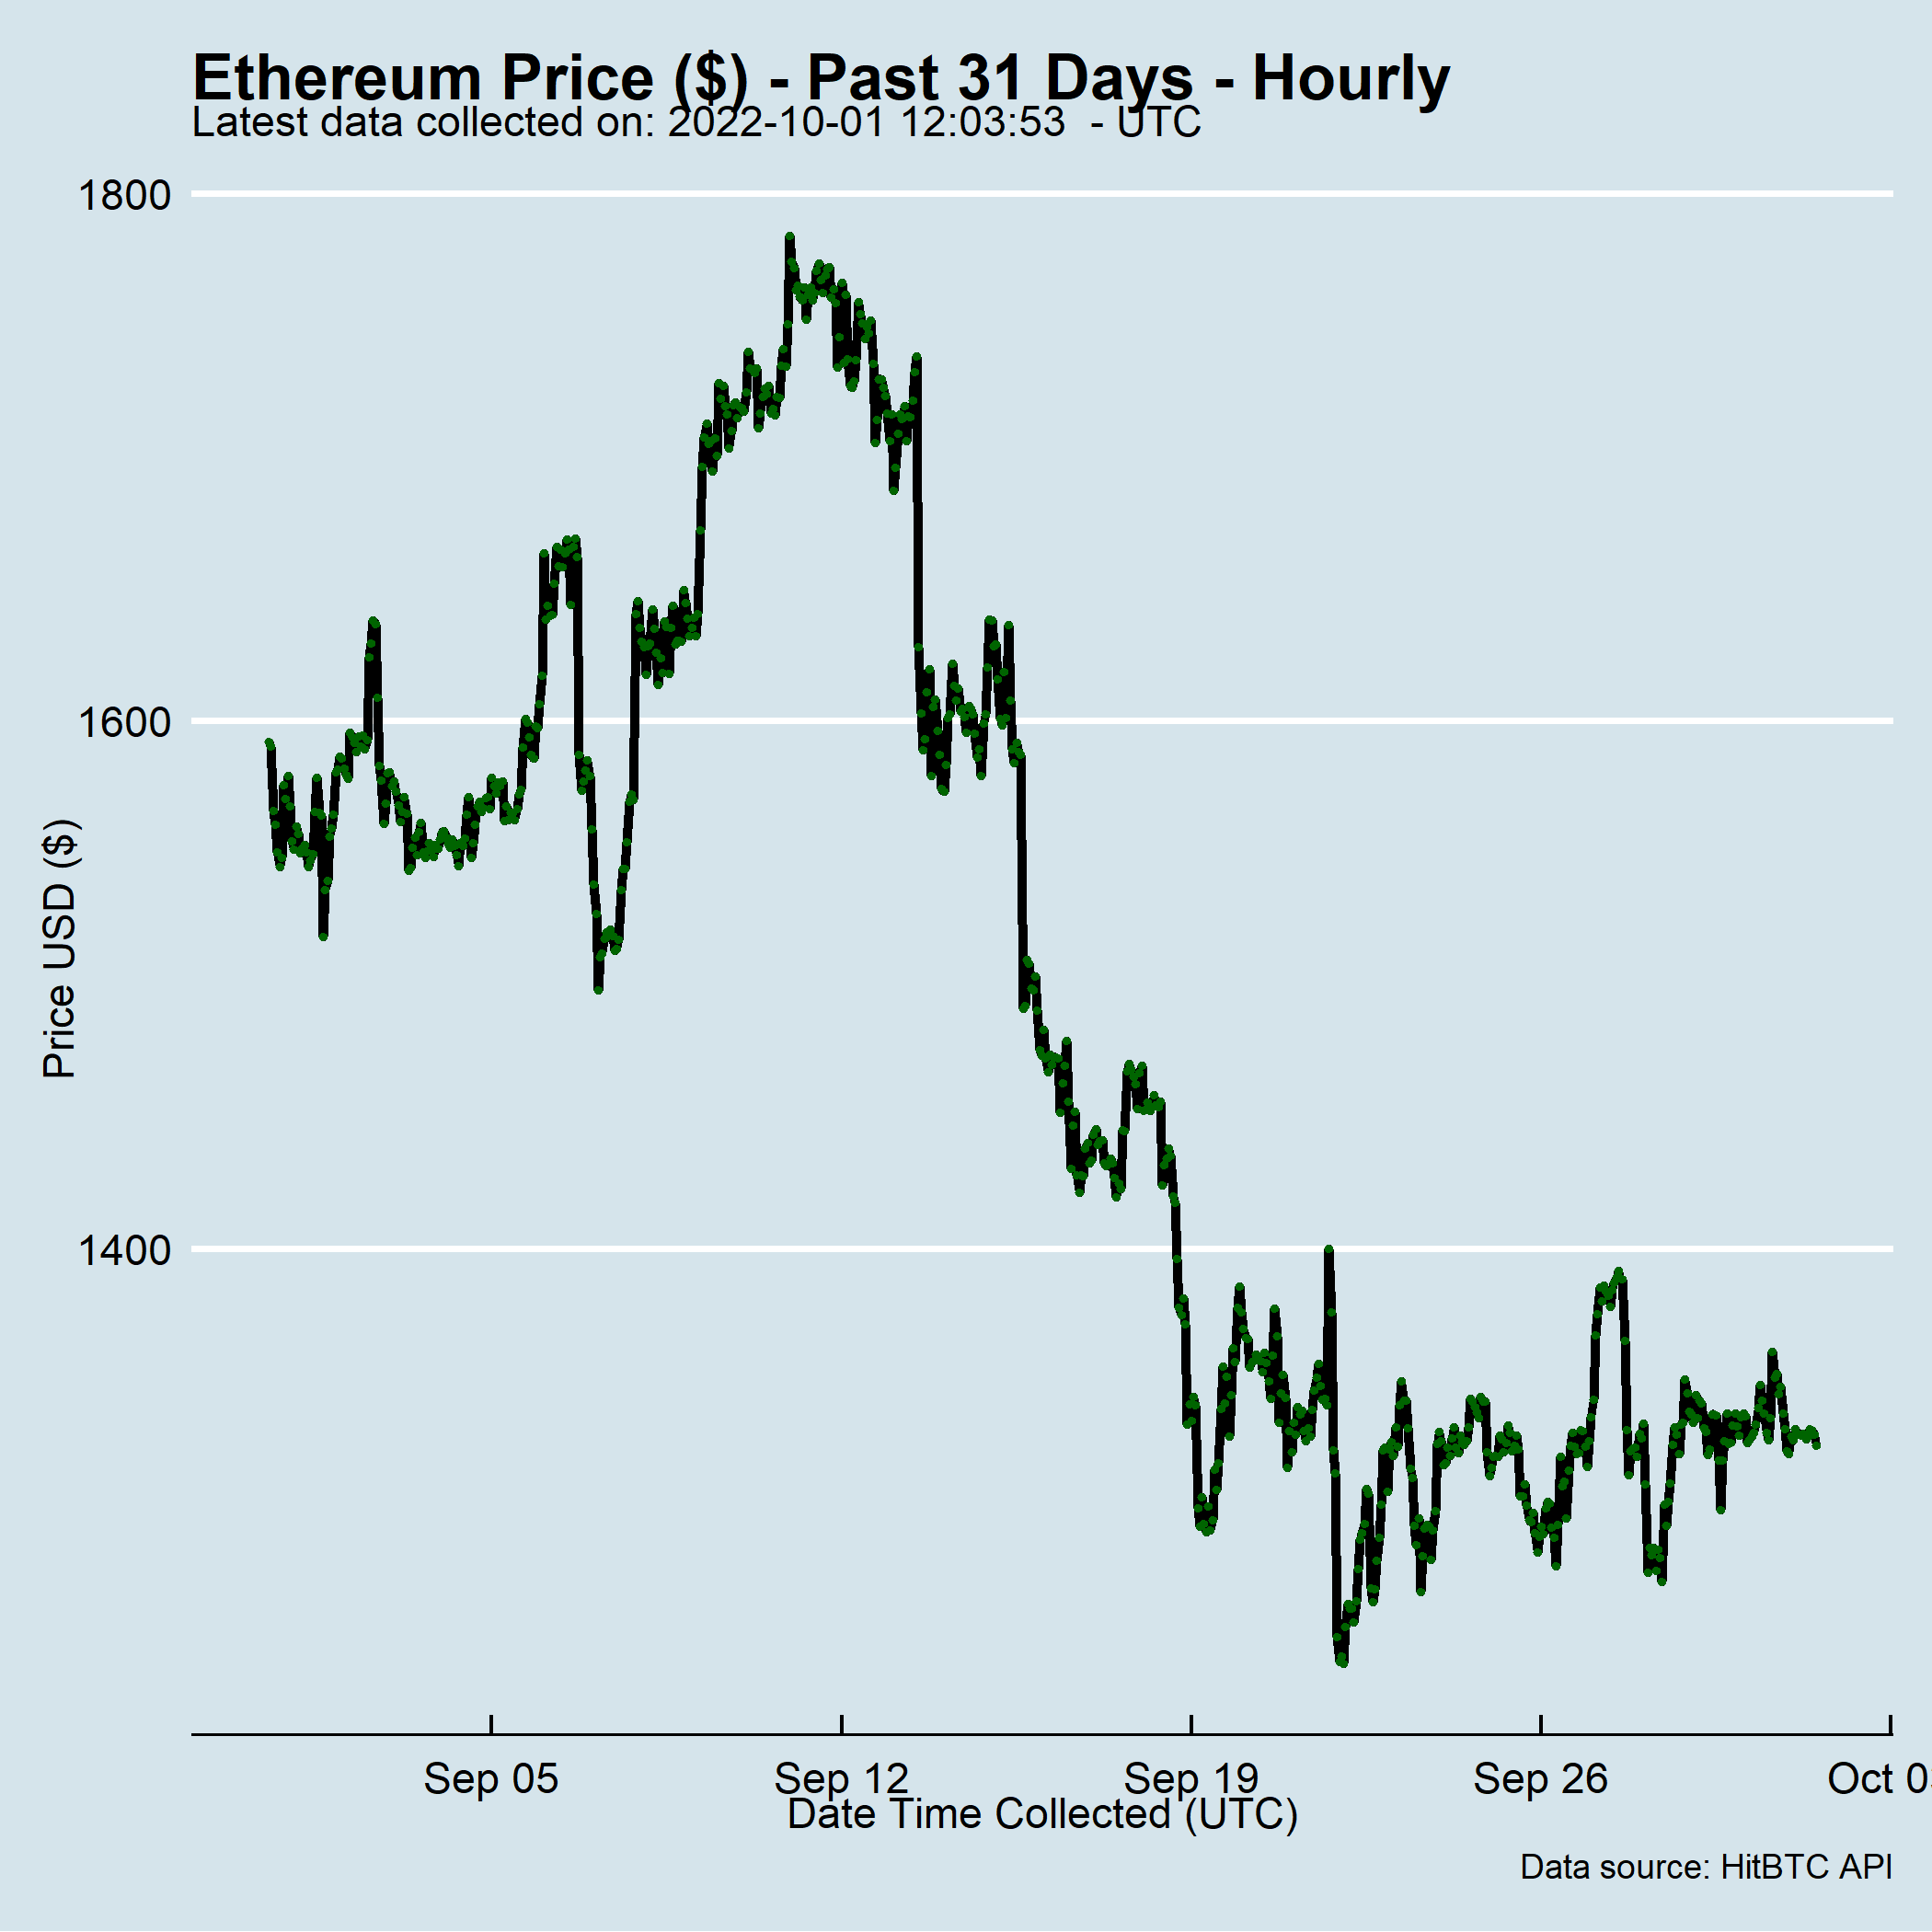 Ethereum Price ($) - Past 31 Days - Hourly
Latest data collected on: 2022-10-01 12:03:53  - UTC
1800
1600
1400
Price USD ($)
Sep 05
Sep 12
Sep 19
Sep 26
Oct 0
Date Time Collected (UTC)
Data source: HitBTC API